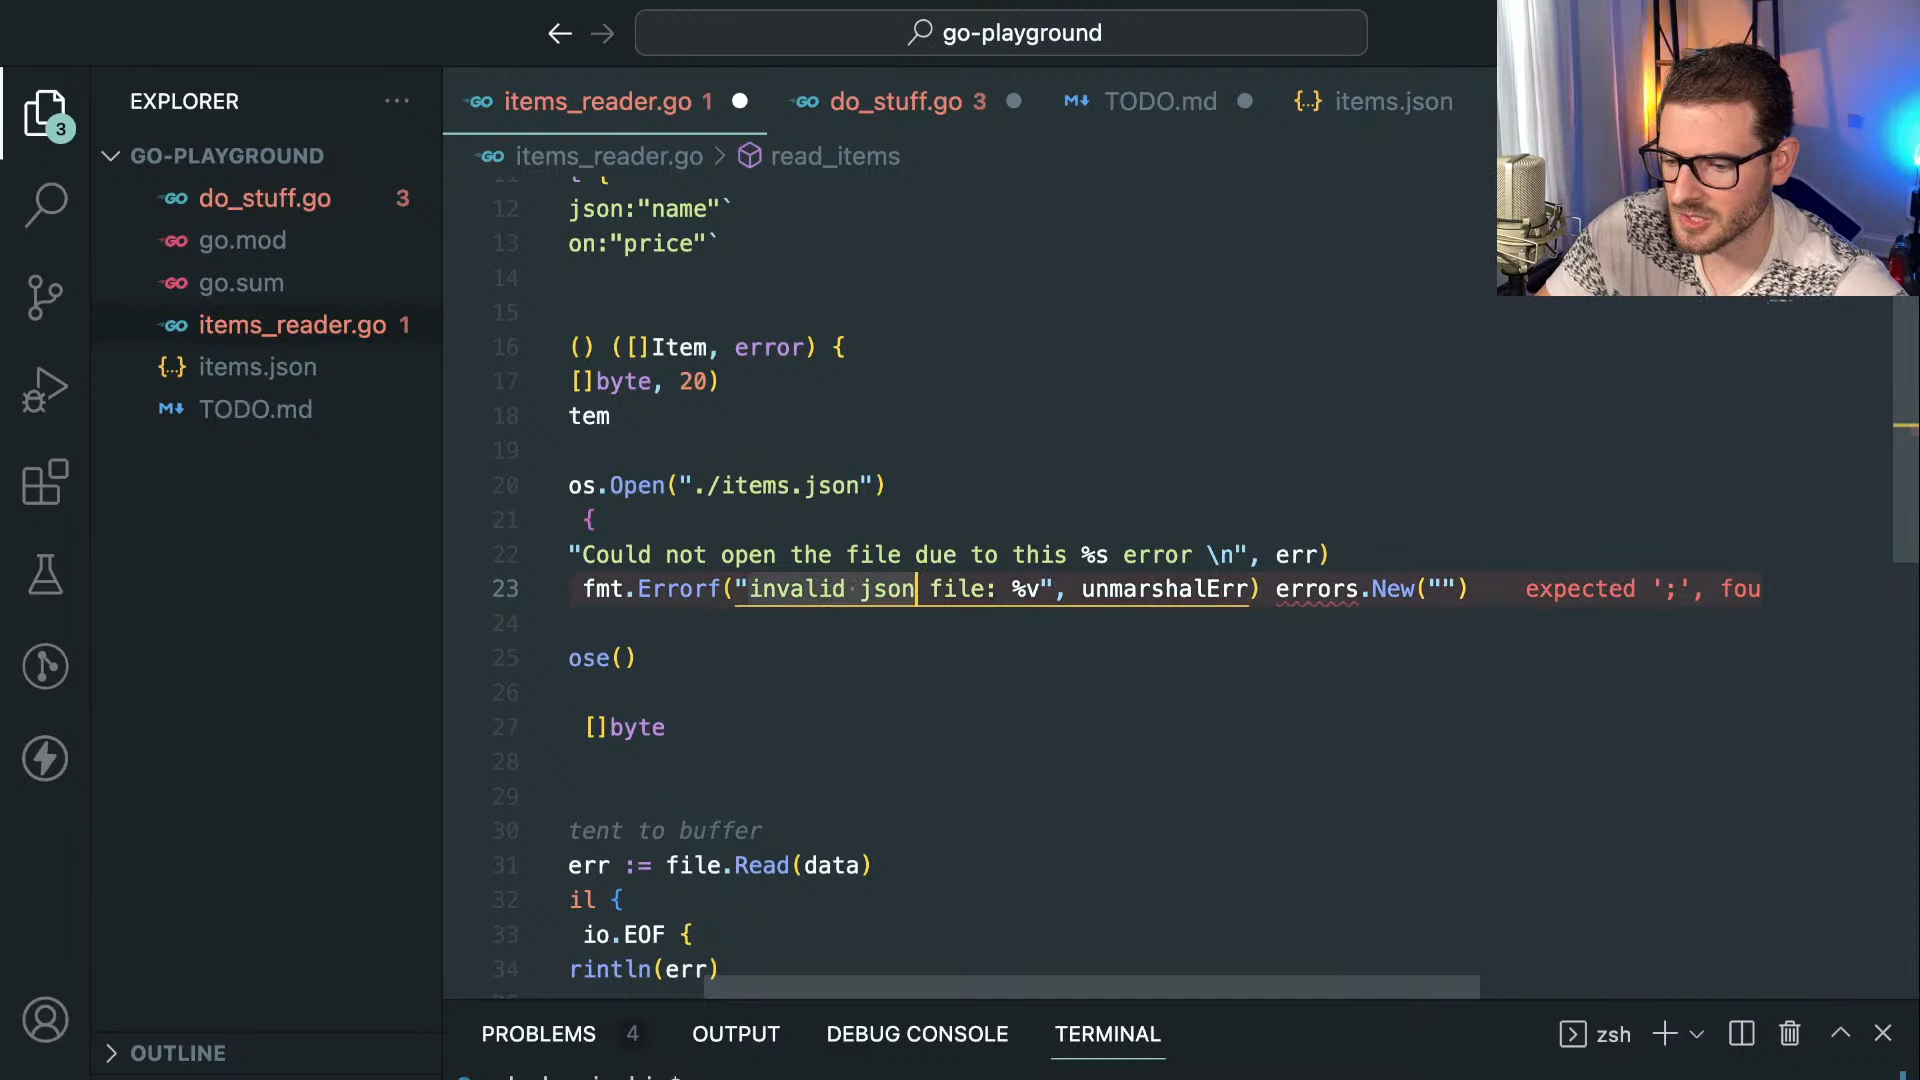 go-playground
EXPLORER
3
GO-PLAYGROUND
do_stuff.go 3
go.mod
go.sum
items_reader.go 1
{..} items.json
TODO.md
OUTLINE
items_reader.go 1
do_stuff.go 3
TODO.md
{..} items.json
items_reader.go > read_items
12 json:"name"`
13 on:"price"`
14
15
16 () ([]Item, error) {
17 []byte, 20)
18 tem
19
20 os.Open("./items.json")
21 {
22 "Could not open the file due to this %s error \n", err)
23 fmt.Errorf("invalid·json file: %v", unmarshalErr) errors.New("") expected ';', fou
24
25 ose()
26
27 []byte
28
29
30 tent to buffer
31 err := file.Read(data)
32 il {
33 io.EOF {
34 rintln(err)
PROBLEMS 4 OUTPUT DEBUG CONSOLE TERMINAL
zsh